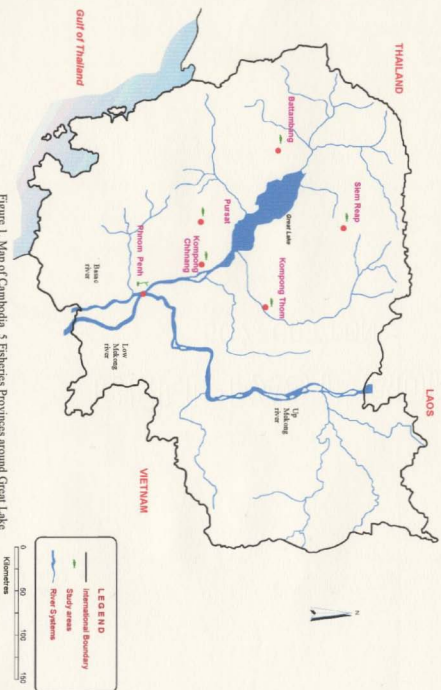 THAILAND
LAOS
Siem Reap
Battambang
Great Lake
Kompong Thom
Pursat
Kompong
Chhnang
Up
Mekong
river
Phnom Penh
Low
Mekong
river
Basac
river
VIETNAM
Gulf of Thailand
N
LEGEND
International Boundary
Study areas
River Systems
0 50 100 150
Kilometres
Figure 1. Map of Cambodia, 5 Fisheries Provinces around Great Lake